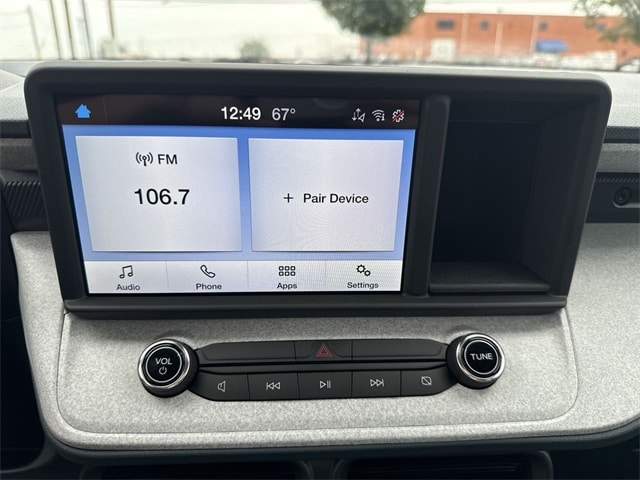 12:49 67°
FM
106.7
+ Pair Device
Audio Phone Apps Settings
VOL
TUNE